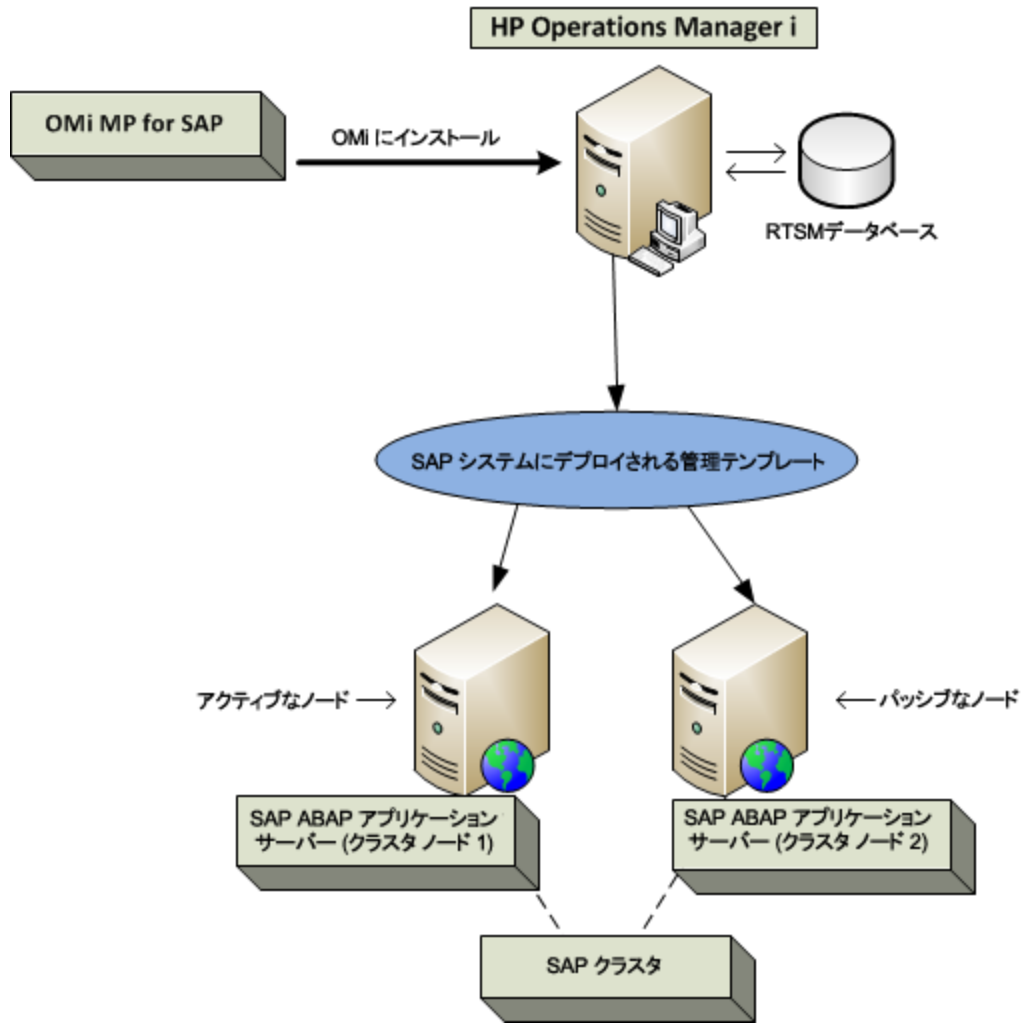 HP Operations Manager i
OMi MP for SAP
OMi にインストール
RTSMデータベース
SAP システムにデプロイされる管理テンプレート
アクティブなノード
パッシブなノード
SAP ABAP アプリケーション
サーバー (クラスタ ノード 1)
SAP ABAP アプリケーション
サーバー (クラスタ ノード 2)
SAP クラスタ